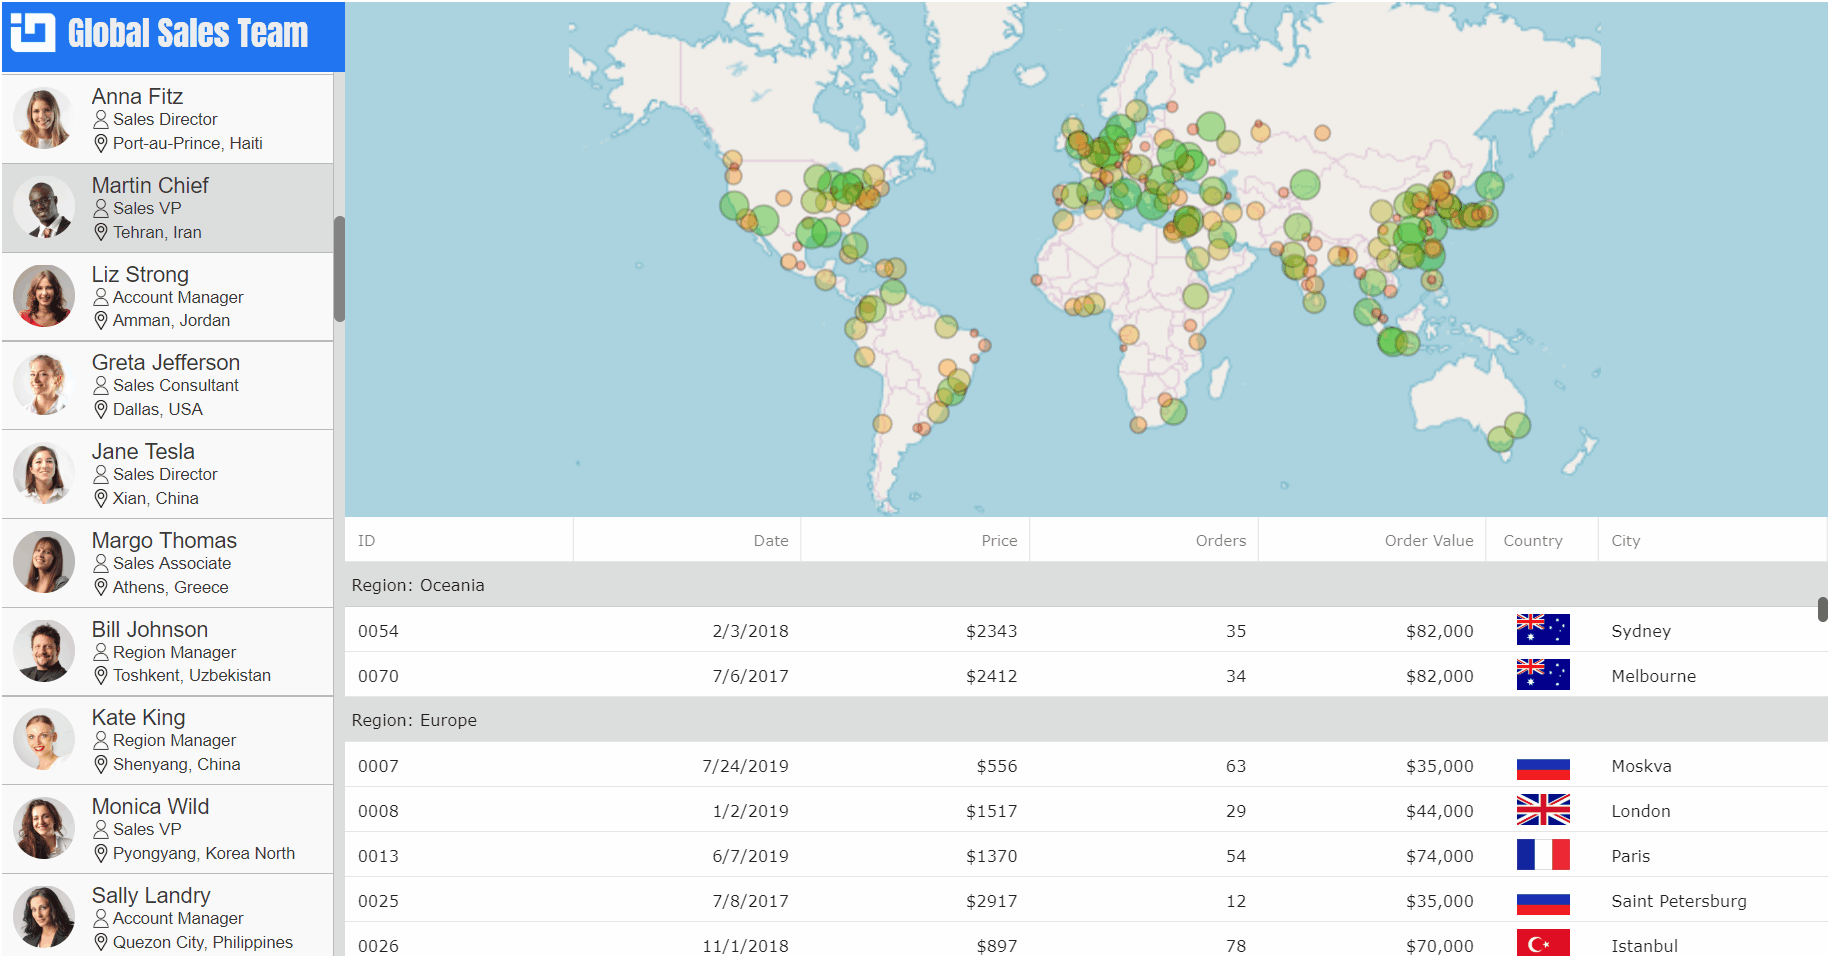 Global Sales Team
Anna Fitz
Sales Director
Port-au-Prince, Haiti
Martin Chief
Sales VP
Tehran, Iran
Liz Strong
Account Manager
Amman, Jordan
Greta Jefferson
Sales Consultant
Dallas, USA
Jane Tesla
Sales Director
Xian, China
Margo Thomas
Sales Associate
Athens, Greece
Bill Johnson
Region Manager
Toshkent, Uzbekistan
Kate King
Region Manager
Shenyang, China
Monica Wild
Sales VP
Pyongyang, Korea North
Sally Landry
Account Manager
Quezon City, Philippines
ID Date Price Orders Order Value Country City
Region: Oceania
0054 2/3/2018 $2343 35 $82,000 Sydney
0070 7/6/2017 $2412 34 $82,000 Melbourne
Region: Europe
0007 7/24/2019 $556 63 $35,000 Moskva
0008 1/2/2019 $1517 29 $44,000 London
0013 6/7/2019 $1370 54 $74,000 Paris
0025 7/8/2017 $2917 12 $35,000 Saint Petersburg
0026 11/1/2018 $897 78 $70,000 Istanbul